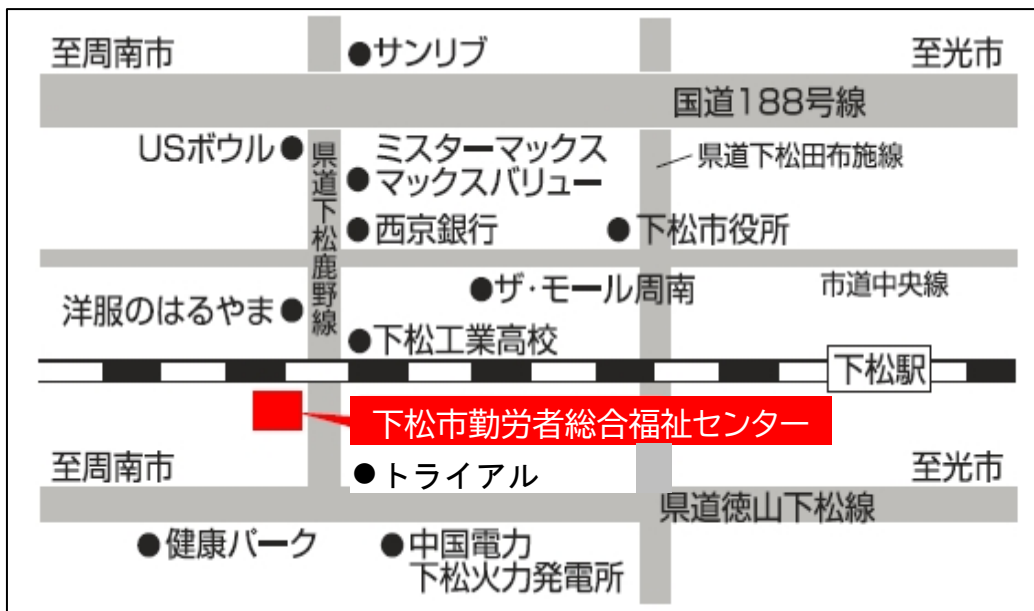 至周南市
●サンリブ
至光市
国道188号線
USボウル●
県道下松鹿野線
ミスターマックス
●マックスバリュー
県道下松田布施線
●西京銀行
●下松市役所
●ザ・モール周南
市道中央線
洋服のはるやま●
●下松工業高校
下松駅
下松市勤労者総合福祉センター
至周南市
●トライアル
至光市
県道徳山下松線
●健康パーク
●中国電力
下松火力発電所